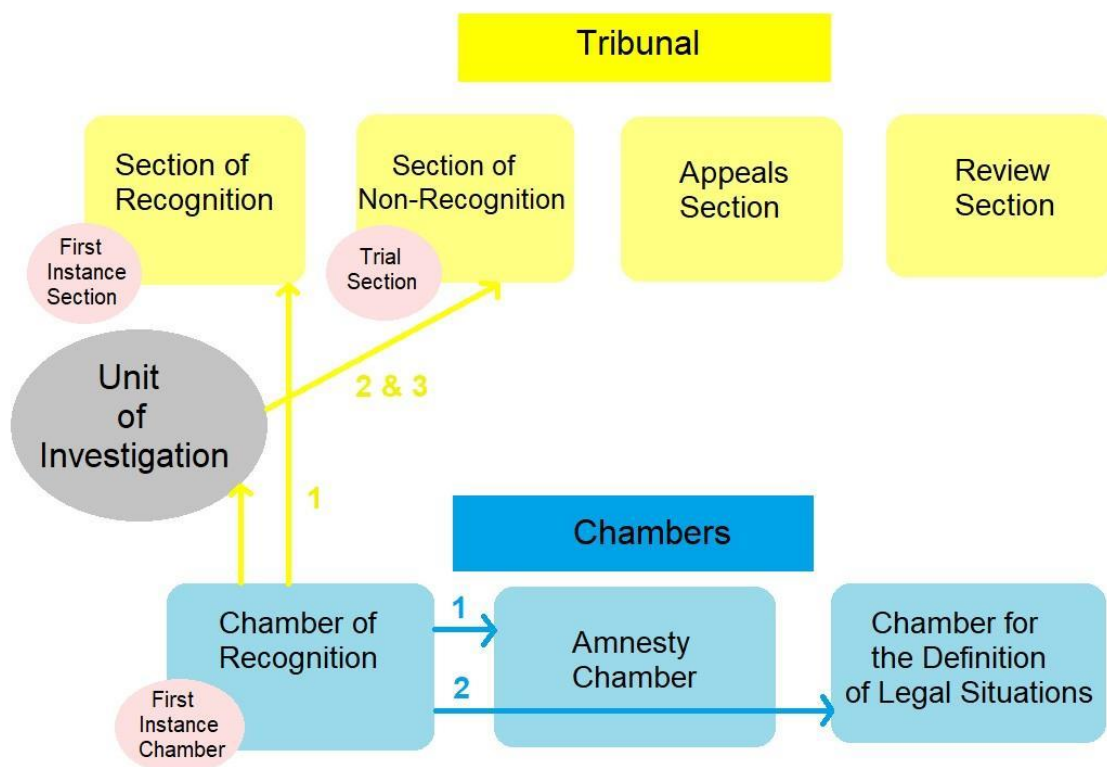 Tribunal
Section of
Recognition
First
Instance
Section
Section of
Non-Recognition
Trial
Section
Appeals
Section
Review
Section
Unit
of
Investigation
2 & 3
1
Chambers
Chamber of
Recognition
First
Instance
Chamber
1
2
Amnesty
Chamber
Chamber for
the Definition
of Legal Situations